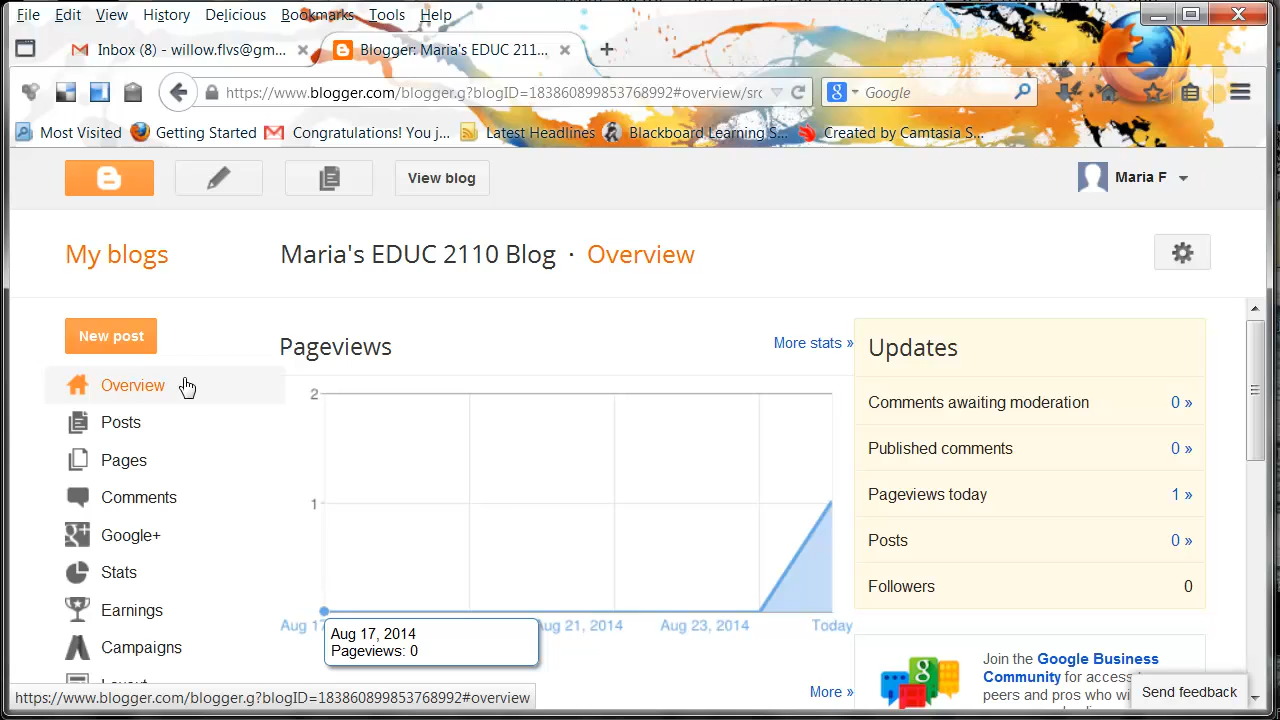 File Edit View History Delicious Bookmarks Tools Help
Inbox (8) - willow.flvs@gm...
Blogger: Maria's EDUC 211...
https://www.blogger.com/blogger.g?blogID=183860899853768992#overview/src
Google
Most Visited Getting Started Congratulations! You j... Latest Headlines Blackboard Learning S... Created by Camtasia S...
View blog
Maria F
My blogs
Maria's EDUC 2110 Blog · Overview
New post
Overview
Posts
Pages
Comments
Google+
Stats
Earnings
Campaigns
Pageviews
More stats »
2
1
Aug 17
Aug 21, 2014
Aug 23, 2014
Today
Aug 17, 2014
Pageviews: 0
More »
Updates
Comments awaiting moderation 0 »
Published comments 0 »
Pageviews today 1 »
Posts 0 »
Followers 0
Join the Google Business
Community for access
peers and pros who wi
Send feedback
https://www.blogger.com/blogger.g?blogID=183860899853768992#overview